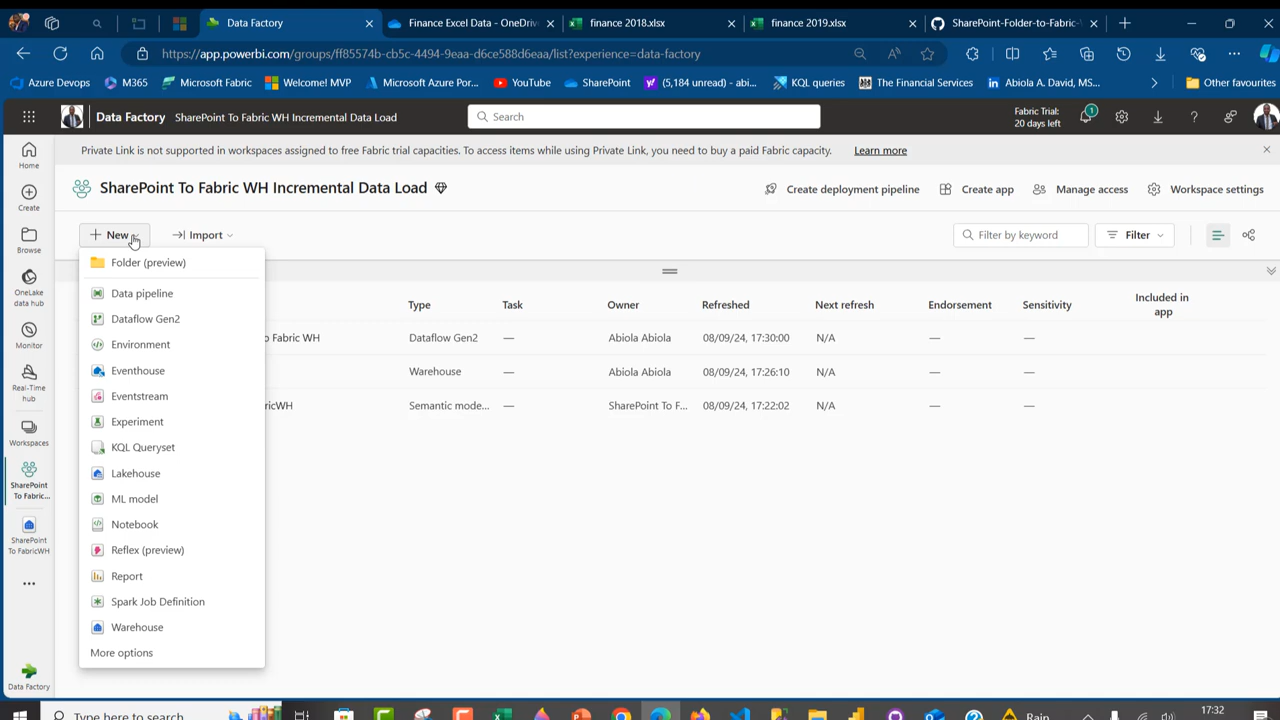 Data Factory
Finance Excel Data - OneDrive
finance 2018.xlsx
finance 2019.xlsx
SharePoint-Folder-to-Fabric-
https://app.powerbi.com/groups/ff85574b-cb5c-4494-9eaa-d6ce588d6eaa/list?experience=data-factory
Azure Devops
M365
Microsoft Fabric
Welcome! MVP
Microsoft Azure Por...
YouTube
SharePoint
(5,184 unread) - abi...
KQL queries
The Financial Services
Abiola A. David, MS...
Other favourites
Data Factory
SharePoint To Fabric WH Incremental Data Load
Search
Fabric Trial:
20 days left
1
Private Link is not supported in workspaces assigned to free Fabric trial capacities. To access items while using Private Link, you need to buy a paid Fabric capacity.
Learn more
SharePoint To Fabric WH Incremental Data Load
Create deployment pipeline
Create app
Manage access
Workspace settings
New
Import
Filter by keyword
Filter
Home
Create
Browse
OneLake
data hub
Monitor
Real-Time
hub
Workspaces
SharePoint
To Fabric...
SharePoint
To FabricWH
Data Factory
Folder (preview)
Data pipeline
Dataflow Gen2
Environment
Eventhouse
Eventstream
Experiment
KQL Queryset
Lakehouse
ML model
Notebook
Reflex (preview)
Report
Spark Job Definition
Warehouse
More options
Type
Task
Owner
Refreshed
Next refresh
Endorsement
Sensitivity
Included in
app
o Fabric WH
Dataflow Gen2
—
Abiola Abiola
08/09/24, 17:30:00
N/A
—
—
Warehouse
—
Abiola Abiola
08/09/24, 17:26:10
N/A
—
—
ricWH
Semantic mode...
—
SharePoint To F...
08/09/24, 17:22:02
N/A
—
—
Type here to search
Rain
17:32